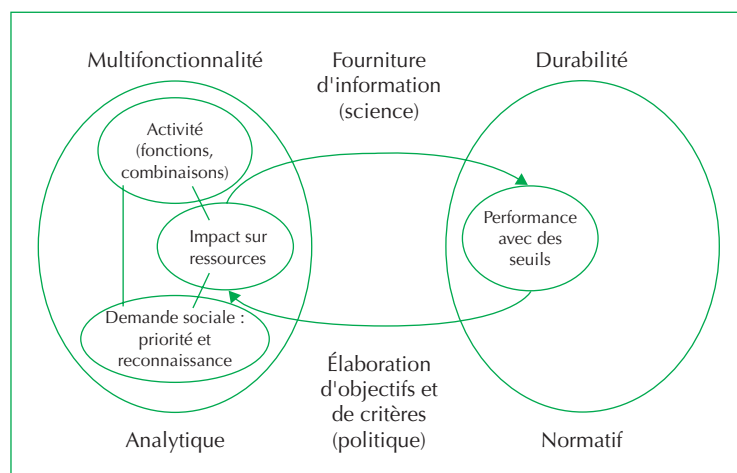 Multifonctionnalité
Fourniture
d'information
(science)
Durabilité
Activité
(fonctions,
combinaisons)
Impact sur
ressources
Performance
avec des
seuils
Demande sociale :
priorité et
reconnaissance
Élaboration
d'objectifs et
de critères
(politique)
Analytique
Normatif